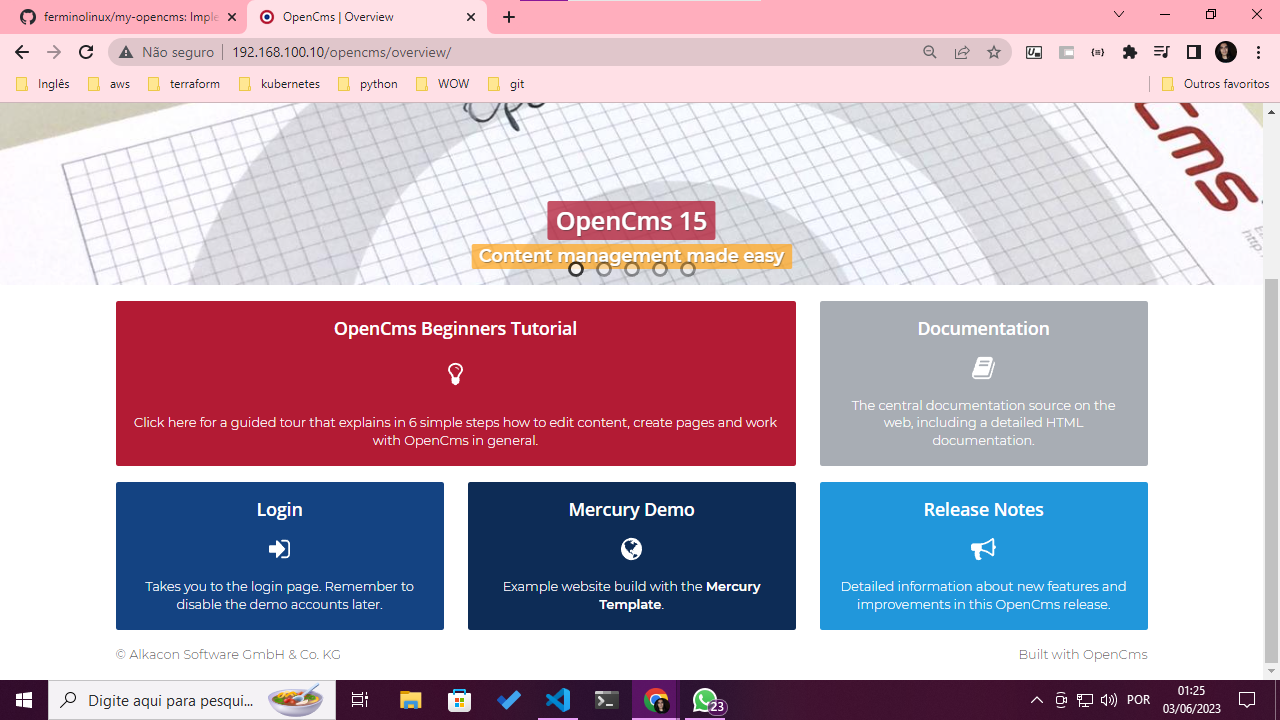 ferminolinux/my-opencms: Imple
OpenCms | Overview
Não seguro
192.168.100.10/opencms/overview/
Inglês
aws
terraform
kubernetes
python
WOW
git
Outros favoritos
cms
OpenCms 15
Content management made easy
OpenCms Beginners Tutorial
Click here for a guided tour that explains in 6 simple steps how to edit content, create pages and work
with OpenCms in general.
Documentation
The central documentation source on the
web, including a detailed HTML
documentation.
Login
Takes you to the login page. Remember to
disable the demo accounts later.
Mercury Demo
Example website build with the Mercury
Template.
Release Notes
Detailed information about new features and
improvements in this OpenCms release.
© Alkacon Software GmbH & Co. KG
Built with OpenCms
Digite aqui para pesqui...
23
POR
01:25
03/06/2023